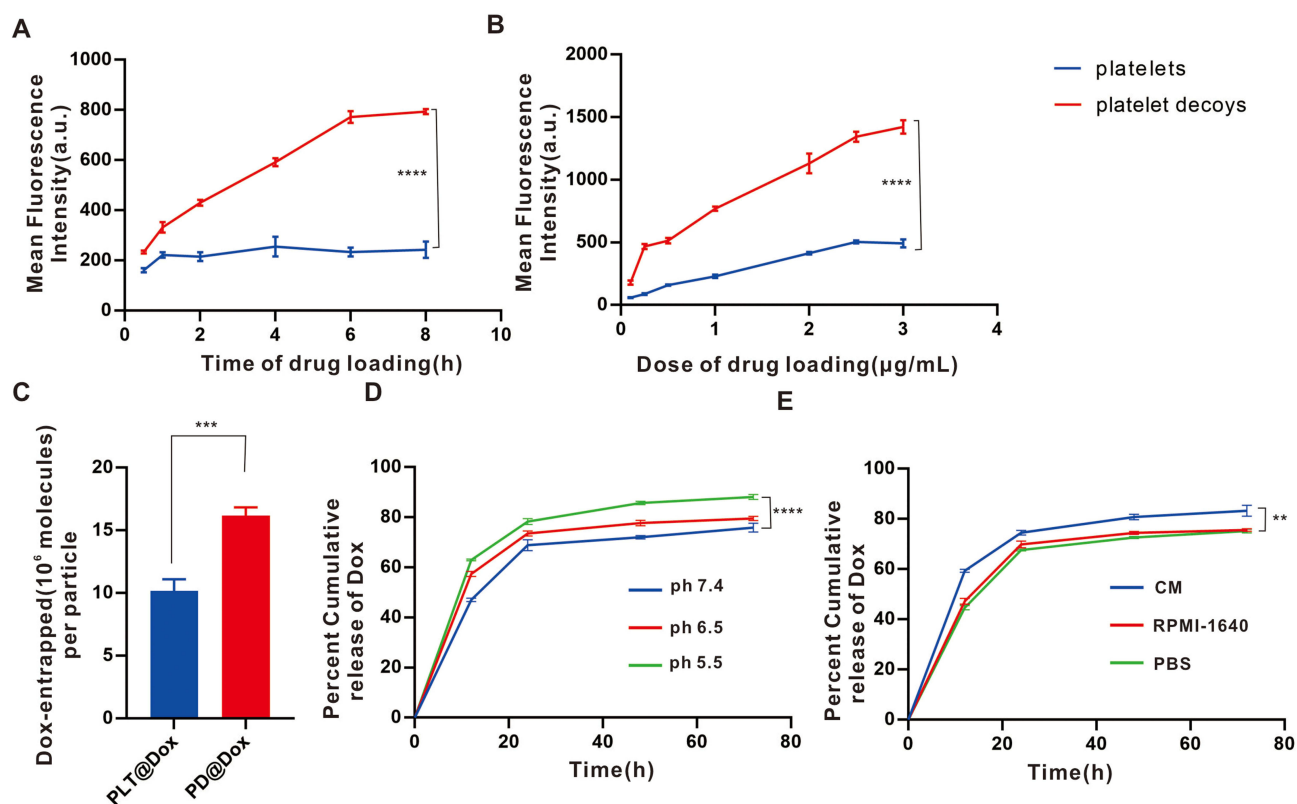 A
Mean Fluorescence
Intensity(a.u.)
1000
800
600
400
200
0
0 2 4 6 8 10
Time of drug loading(h)
****
B
Mean Fluorescence
Intensity(a.u.)
2000
1500
1000
500
0
0 1 2 3 4
Dose of drug loading(μg/mL)
****
platelets
platelet decoys
C
Dox-entrapped(10⁶ molecules)
per particle
20
15
10
5
0
PLT@Dox
PD@Dox
***
D
Percent Cumulative
release of Dox
100
80
60
40
20
0
0 20 40 60 80
Time(h)
ph 7.4
ph 6.5
ph 5.5
****
E
Percent Cumulative
release of Dox
100
80
60
40
20
0
0 20 40 60 80
Time(h)
CM
RPMI-1640
PBS
**